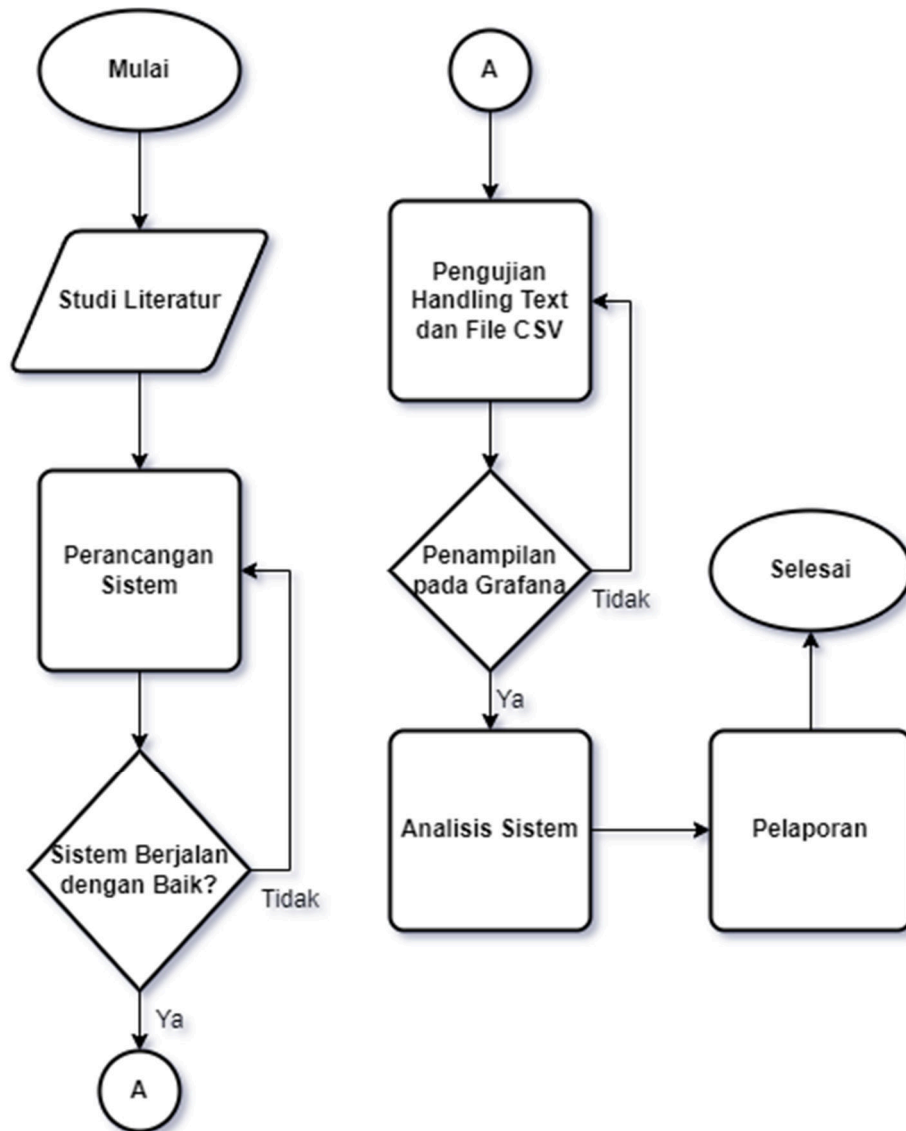 Mulai
Studi Literatur
Perancangan
Sistem
Sistem Berjalan
dengan Baik?
Tidak
Ya
A
A
Pengujian
Handling Text
dan File CSV
Penampilan
pada Grafana
Tidak
Ya
Analisis Sistem
Pelaporan
Selesai